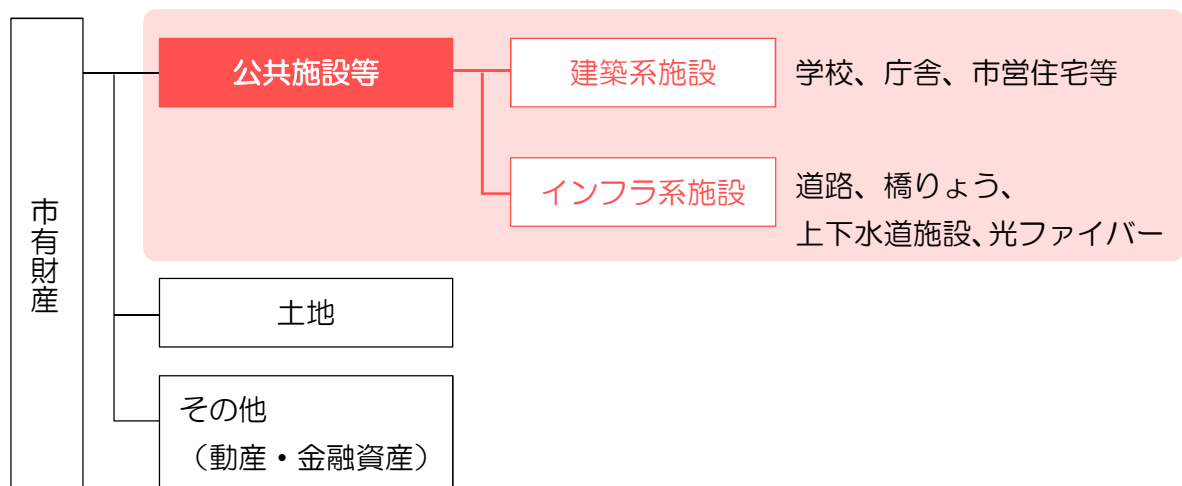 市有財産
公共施設等
建築系施設
学校、庁舎、市営住宅等
インフラ系施設
道路、橋りょう、
上下水道施設、光ファイバー
土地
その他
（動産・金融資産）